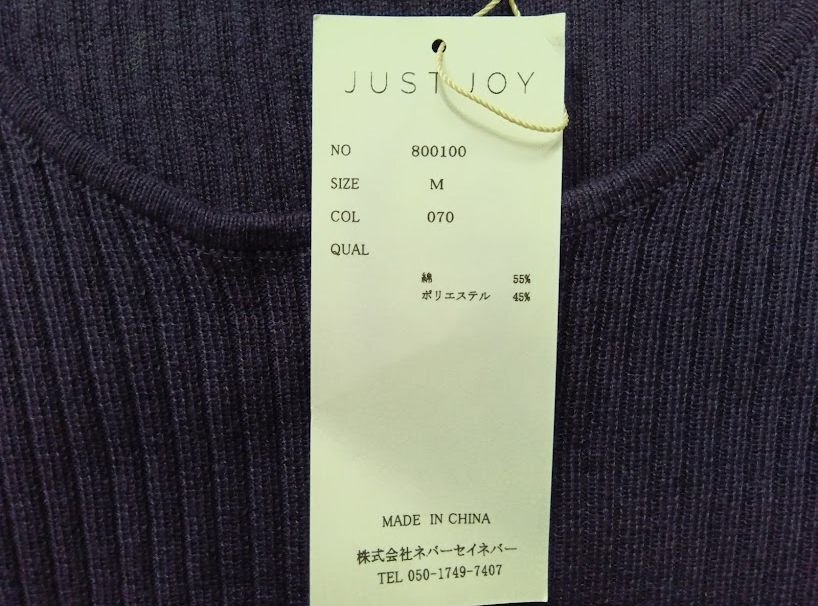 JUST JOY
NO 800100
SIZE M
COL 070
QUAL
綿 55%
ポリエステル 45%
MADE IN CHINA
株式会社ネバーセイネバー
TEL 050-1749-7407